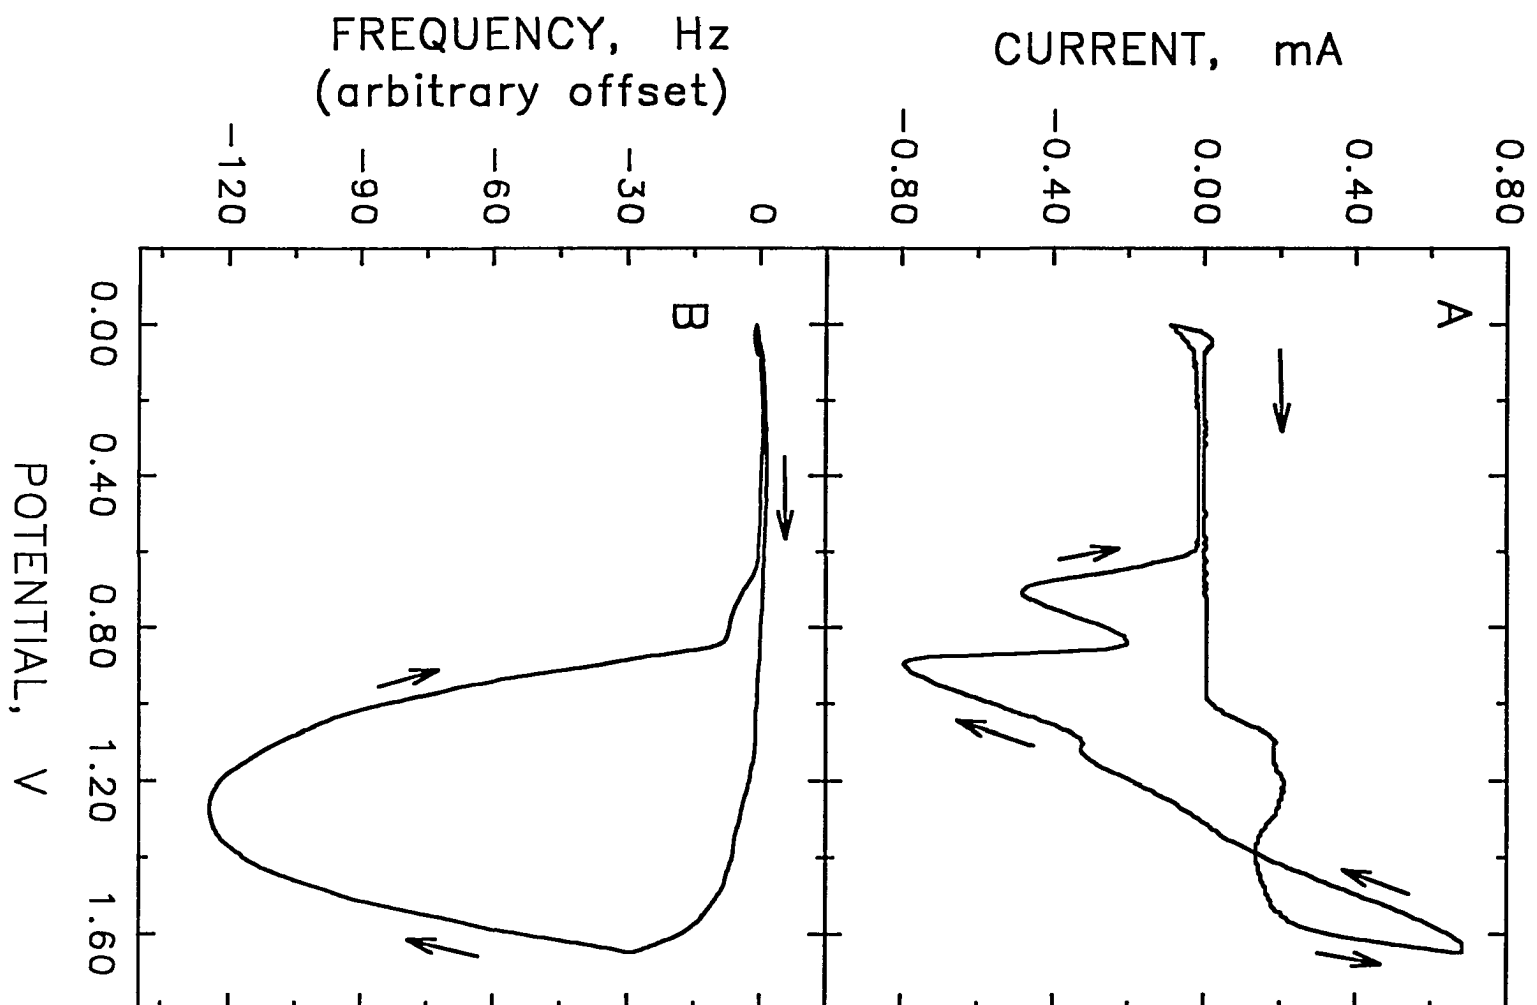 FREQUENCY, Hz
(arbitrary offset)
CURRENT, mA
-120
-90
-60
-30
0
-0.80
-0.40
0.00
0.40
0.80
B
A
0.00
0.40
0.80
1.20
1.60
POTENTIAL, V